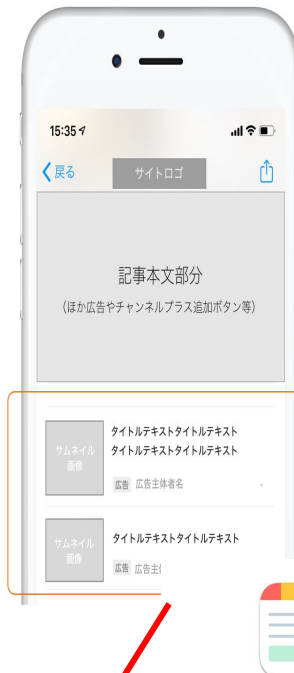 15:35
戻る
サイトロゴ
記事本文部分
（ほか広告やチャンネルプラス追加ボタン等）
サムネイル
画像
タイトルテキストタイトルテキスト
タイトルテキストタイトルテキスト
広告 広告主体者名
サムネイル
画像
タイトルテキストタイトルテキスト
広告 広告主